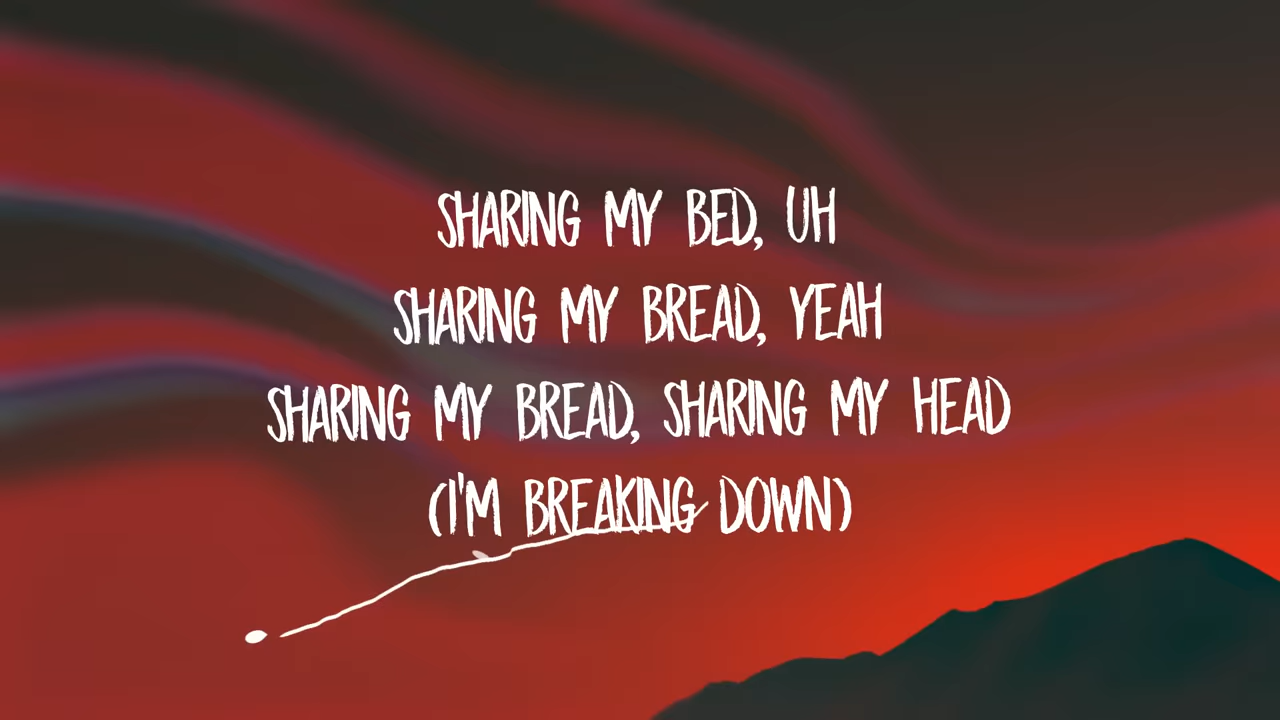 SHARING MY BED, UH
SHARING MY BREAD, YEAH
SHARING MY BREAD, SHARING MY HEAD
(I'M BREAKING DOWN)